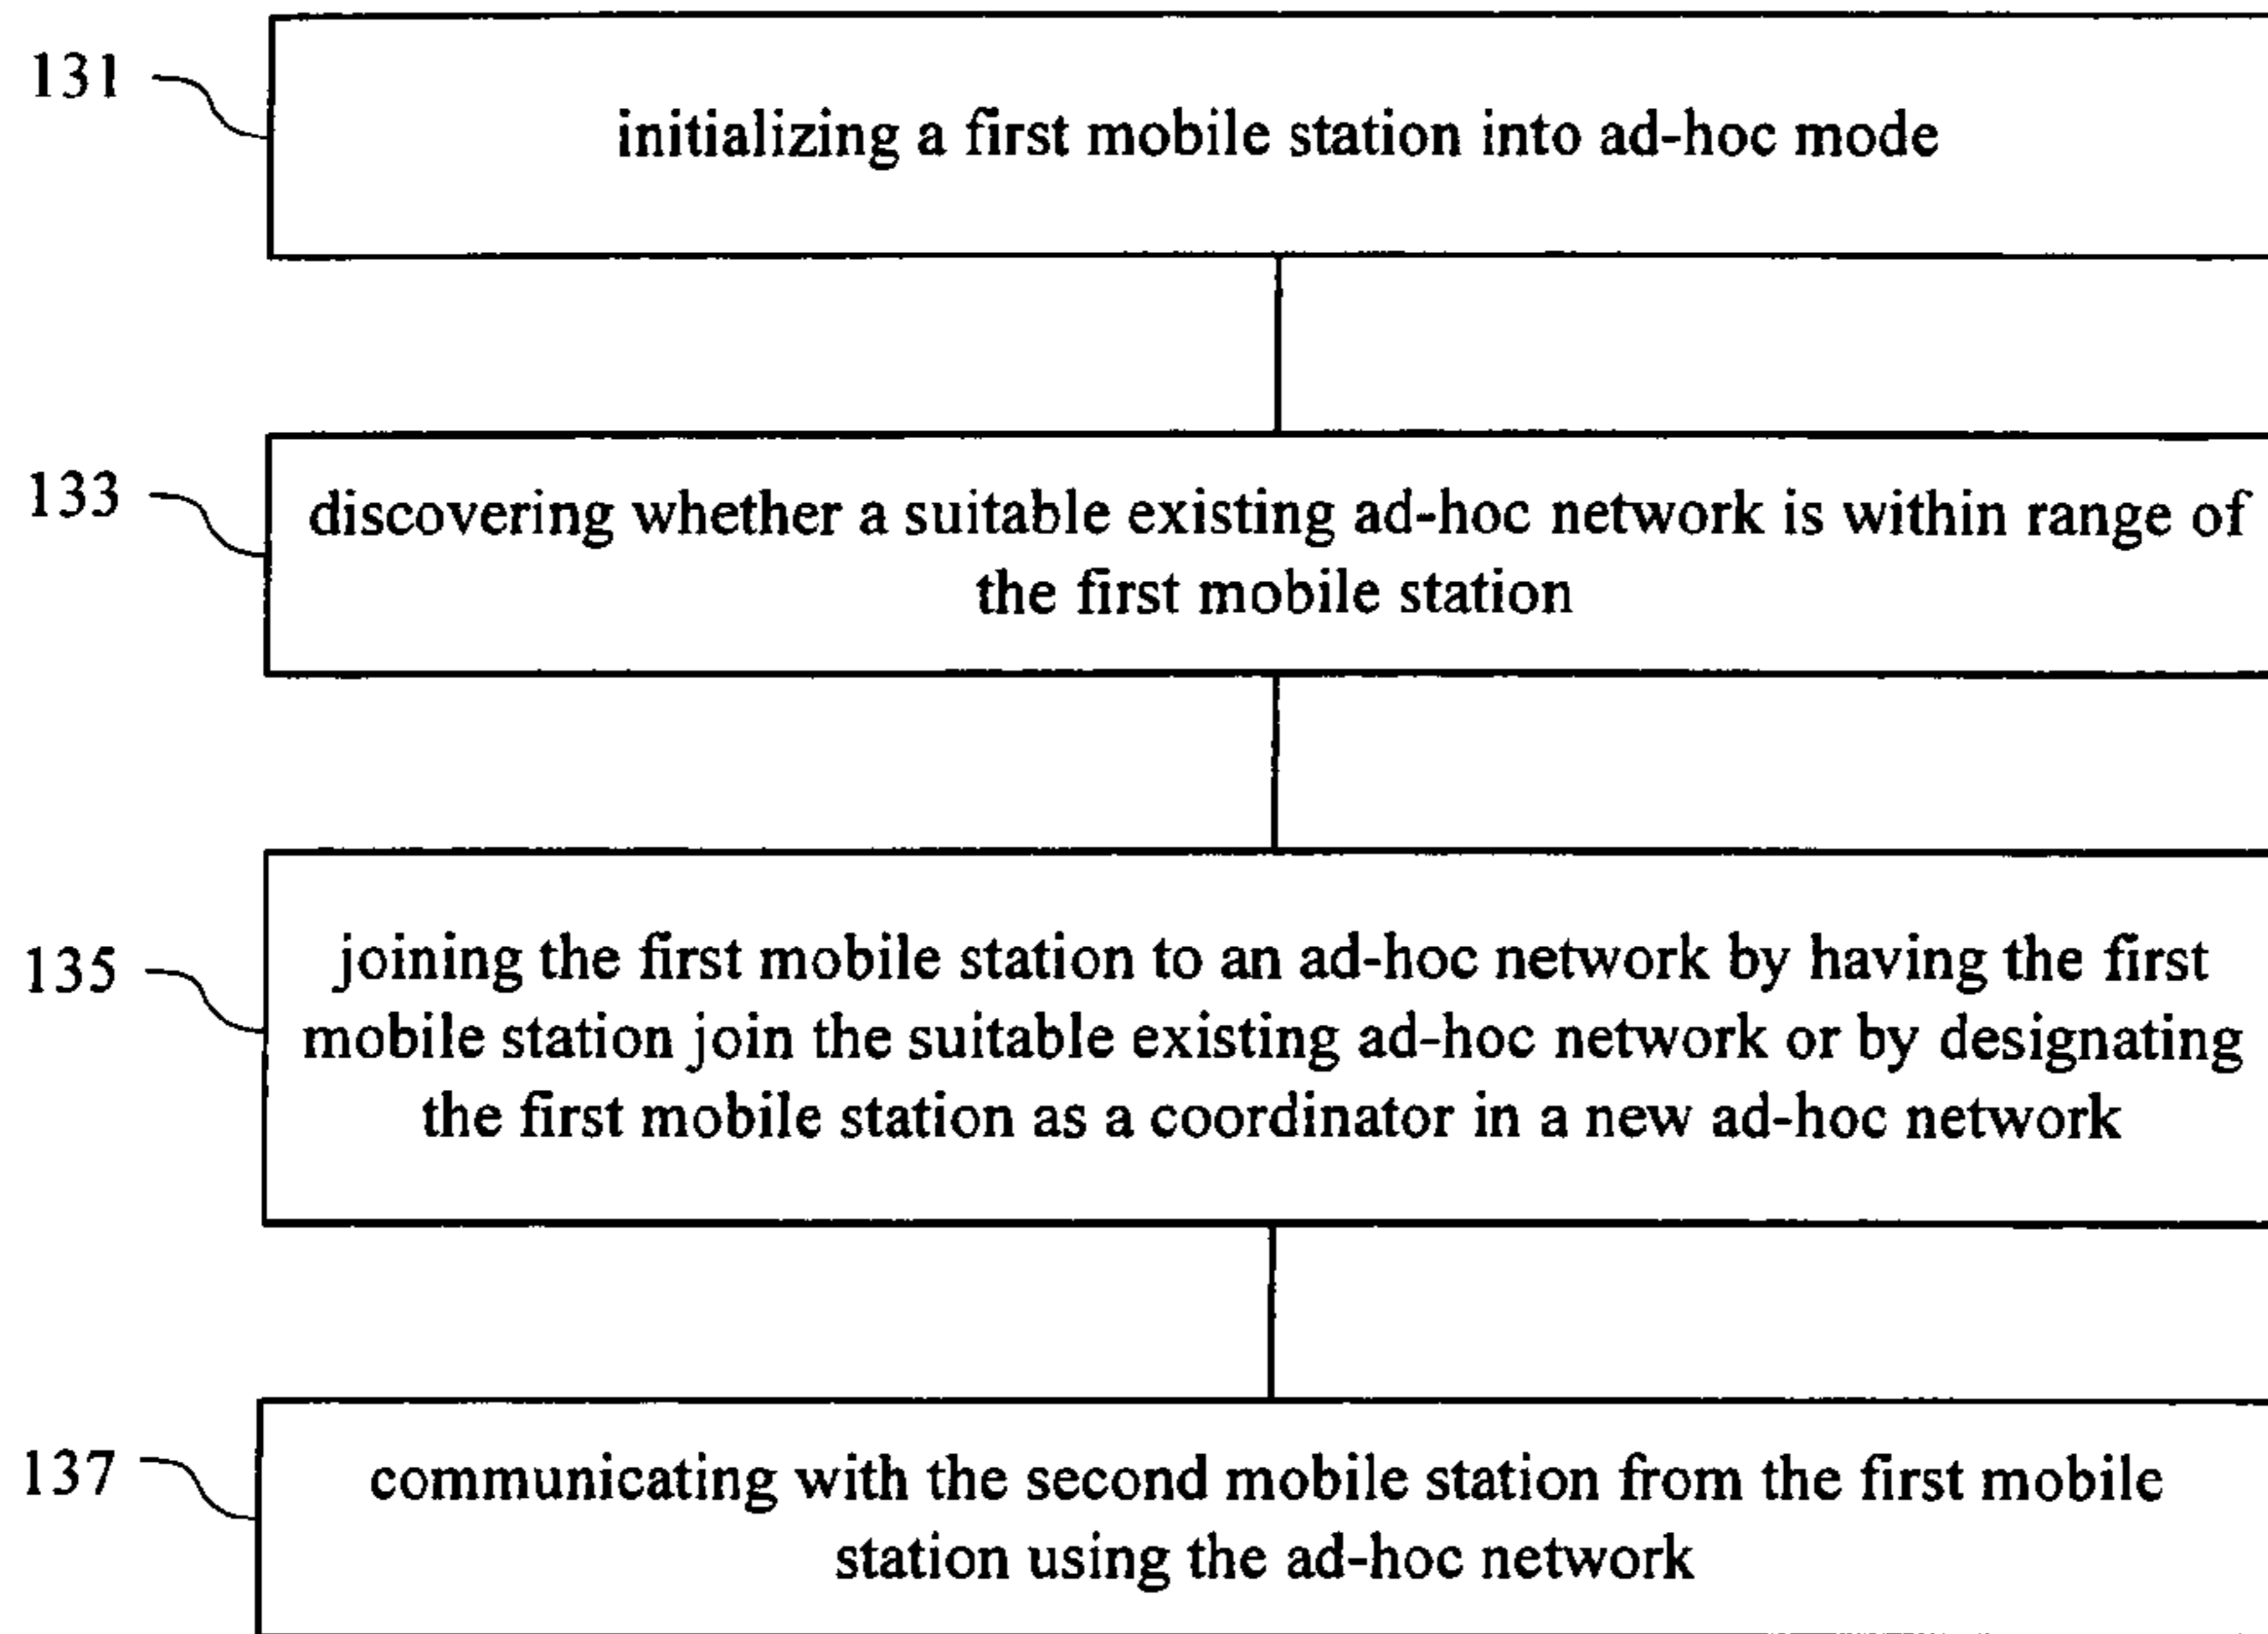 131
initializing a first mobile station into ad-hoc mode
133
discovering whether a suitable existing ad-hoc network is within range of
the first mobile station
135
joining the first mobile station to an ad-hoc network by having the first
mobile station join the suitable existing ad-hoc network or by designating
the first mobile station as a coordinator in a new ad-hoc network
137
communicating with the second mobile station from the first mobile
station using the ad-hoc network